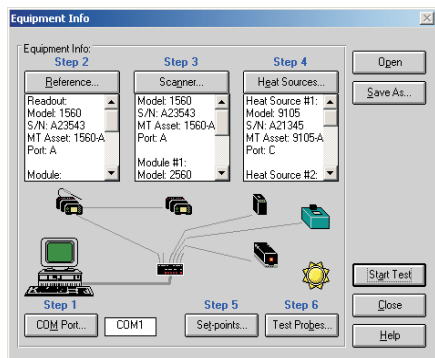 Equipment Info
Equipment Info:
Step 2
Reference...
Readout:
Model: 1560
S/N: A23543
MT Asset: 1560-A
Port: A
Module:
Step 3
Scanner...
Model: 1560
S/N: A23543
MT Asset: 1560-A
Port: A
Module #1:
Model: 2560
Step 4
Heat Sources...
Heat Source #1:
Model: 9105
S/N: A21345
MT Asset: 9105-A
Port: C
Heat Source #2:
Open
Save As...
Step 1
COM Port...
COM1
Step 5
Set-points...
Step 6
Test Probes...
Start Test
Close
Help